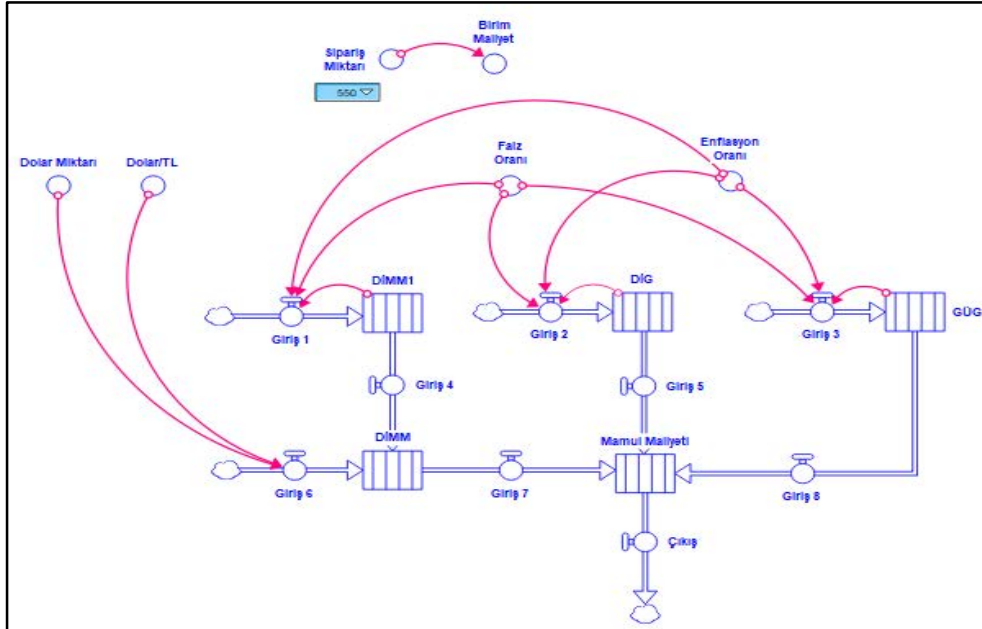 Sipariş
Miktarı
Birim
Maliyet
550
Dolar Miktarı
Dolar/TL
Faiz
Oranı
Enflasyon
Oranı
DİMM1
DİG
GÜG
Giriş 1
Giriş 2
Giriş 3
Giriş 4
Giriş 5
DİMM
Mamul Maliyeti
Giriş 6
Giriş 7
Giriş 8
Çıkış